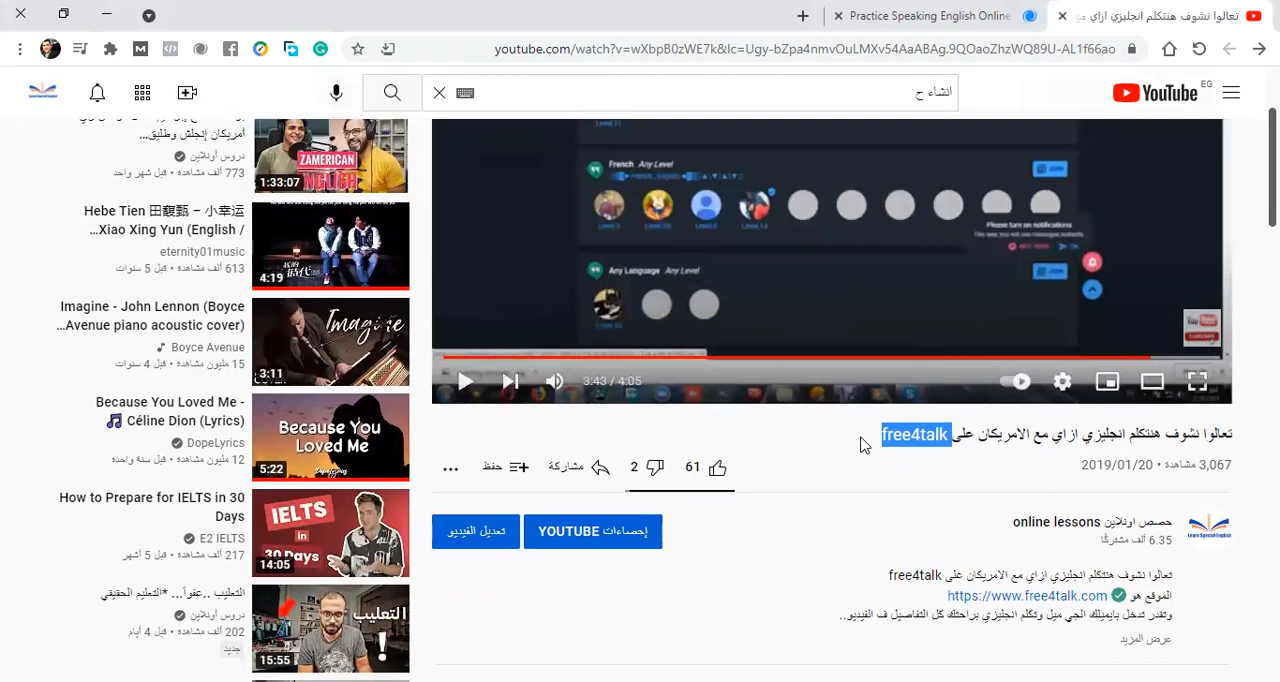 تعالوا نشوف هنتكلم انجليزي ازاي مع
Practice Speaking English Online
youtube.com/watch?v=wXbpB0zWE7k&lc=Ugy-bZpa4nmvOuLMXv54AaABAg.9QOaoZhzWQ89U-AL1f66ao
YouTube EG
انشاء ح
French Any Level
JOIN
Please turn on notifications
Any Language Any Level
JOIN
3:43 / 4:05
تعالوا نشوف هنتكلم انجليزي ازاي مع الامريكان على free4talk
3,067 مشاهدة • 2019/01/20
61
2
مشاركة
حفظ
حصص اونلاين online lessons
6.35 ألف مشترك
إحصاءات YOUTUBE
تعديل الفيديو
تعالوا نشوف هنتكلم انجليزي ازاي مع الامريكان على free4talk
الموقع هو ✅ https://www.free4talk.com
وتقدر تدخل بايميلك الجي ميل وتكلم انجليزي براحتك كل التفاصيل ف الفيديو..
عرض المزيد
ZAMERICAN
NGLISH
1:33:07
أمريكان إنجلش وطليق...
دروس أونلاين
773 ألف مشاهدة • قبل شهر واحد
4:19
Hebe Tien 田馥甄 – 小幸运
Xiao Xing Yun (English /...
eternity01music
613 ألف مشاهدة • قبل 5 سنوات
Imagine
3:11
Imagine - John Lennon (Boyce
Avenue piano acoustic cover)...
Boyce Avenue
15 مليون مشاهدة • قبل 4 سنوات
Because You
Loved Me
5:22
Because You Loved Me -
Céline Dion (Lyrics) 🎵
DopeLyrics
12 مليون مشاهدة • قبل سنة واحدة
IELTS
in
30 Days
14:05
How to Prepare for IELTS in 30
Days
E2 IELTS
217 ألف مشاهدة • قبل 5 أشهر
التعليب
!
15:55
التعليب ..عفواً... *التعليم الحقيقي
دروس أونلاين
202 ألف مشاهدة • قبل 4 أيام
جديد